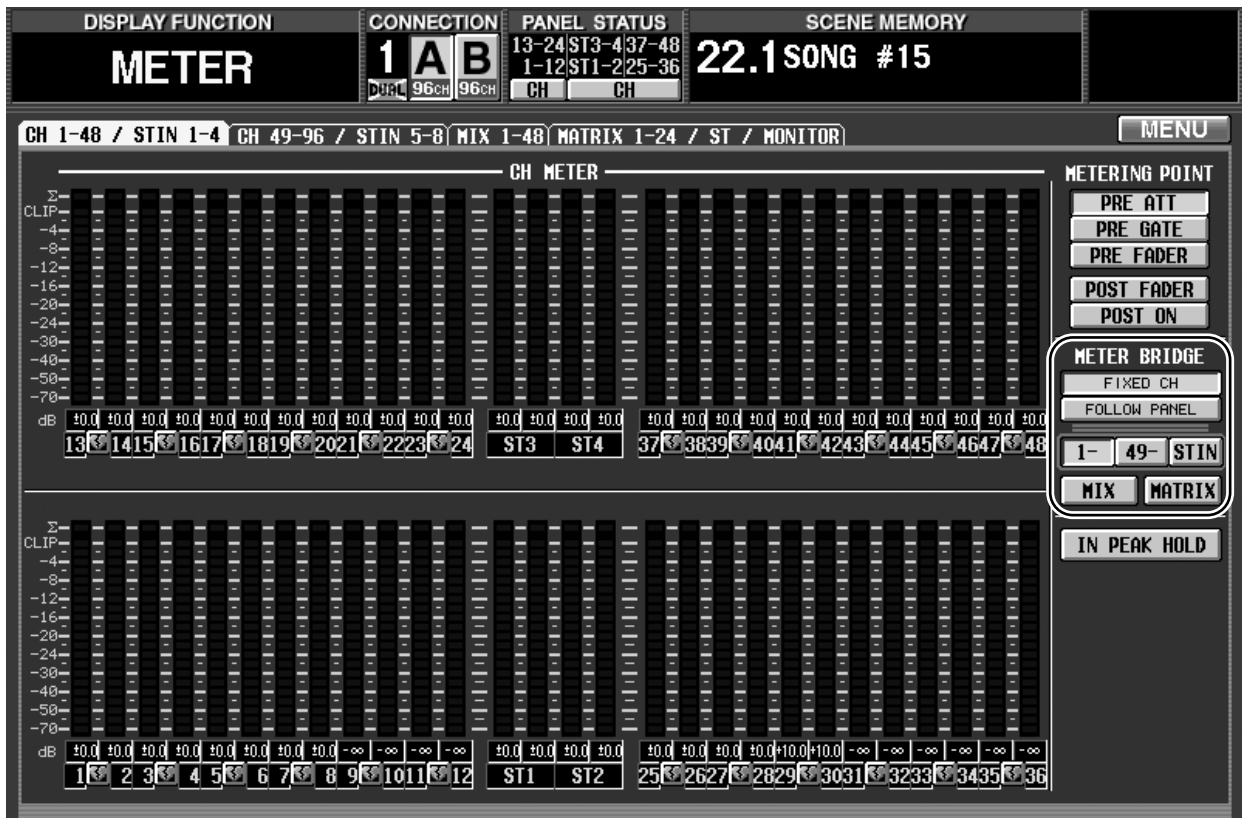 DISPLAY FUNCTION
METER
CONNECTION
1 A B
DUAL 96CH 96CH
PANEL STATUS
13-24 ST3-4 37-48
1-12 ST1-2 25-36
CH CH
SCENE MEMORY
22.1 SONG #15
CH 1-48 / STIN 1-4 CH 49-96 / STIN 5-8 MIX 1-48 MATRIX 1-24 / ST / MONITOR
MENU
CH METER
Σ
CLIP
-4
-8
-12
-16
-20
-24
-30
-40
-50
-70
dB ±0.0 ±0.0 ±0.0 ±0.0 ±0.0 ±0.0 ±0.0 ±0.0 ±0.0 ±0.0 ±0.0 ±0.0 ±0.0 ±0.0 ±0.0 ±0.0 ±0.0 ±0.0 ±0.0 ±0.0 ±0.0 ±0.0 ±0.0 ±0.0 ±0.0 ±0.0 ±0.0 ±0.0
13 14 15 16 17 18 19 20 21 22 23 24 ST3 ST4 37 38 39 40 41 42 43 44 45 46 47 48
Σ
CLIP
-4
-8
-12
-16
-20
-24
-30
-40
-50
-70
dB ±0.0 ±0.0 ±0.0 ±0.0 ±0.0 ±0.0 ±0.0 ±0.0 -∞ -∞ -∞ -∞ ±0.0 ±0.0 ±0.0 ±0.0 ±0.0 ±0.0 ±0.0 ±0.0 +10.0 +10.0 -∞ -∞ -∞ -∞ -∞ -∞
1 2 3 4 5 6 7 8 9 10 11 12 ST1 ST2 25 26 27 28 29 30 31 32 33 34 35 36
METERING POINT
PRE ATT
PRE GATE
PRE FADER
POST FADER
POST ON
METER BRIDGE
FIXED CH
FOLLOW PANEL
1- 49- STIN
MIX MATRIX
IN PEAK HOLD